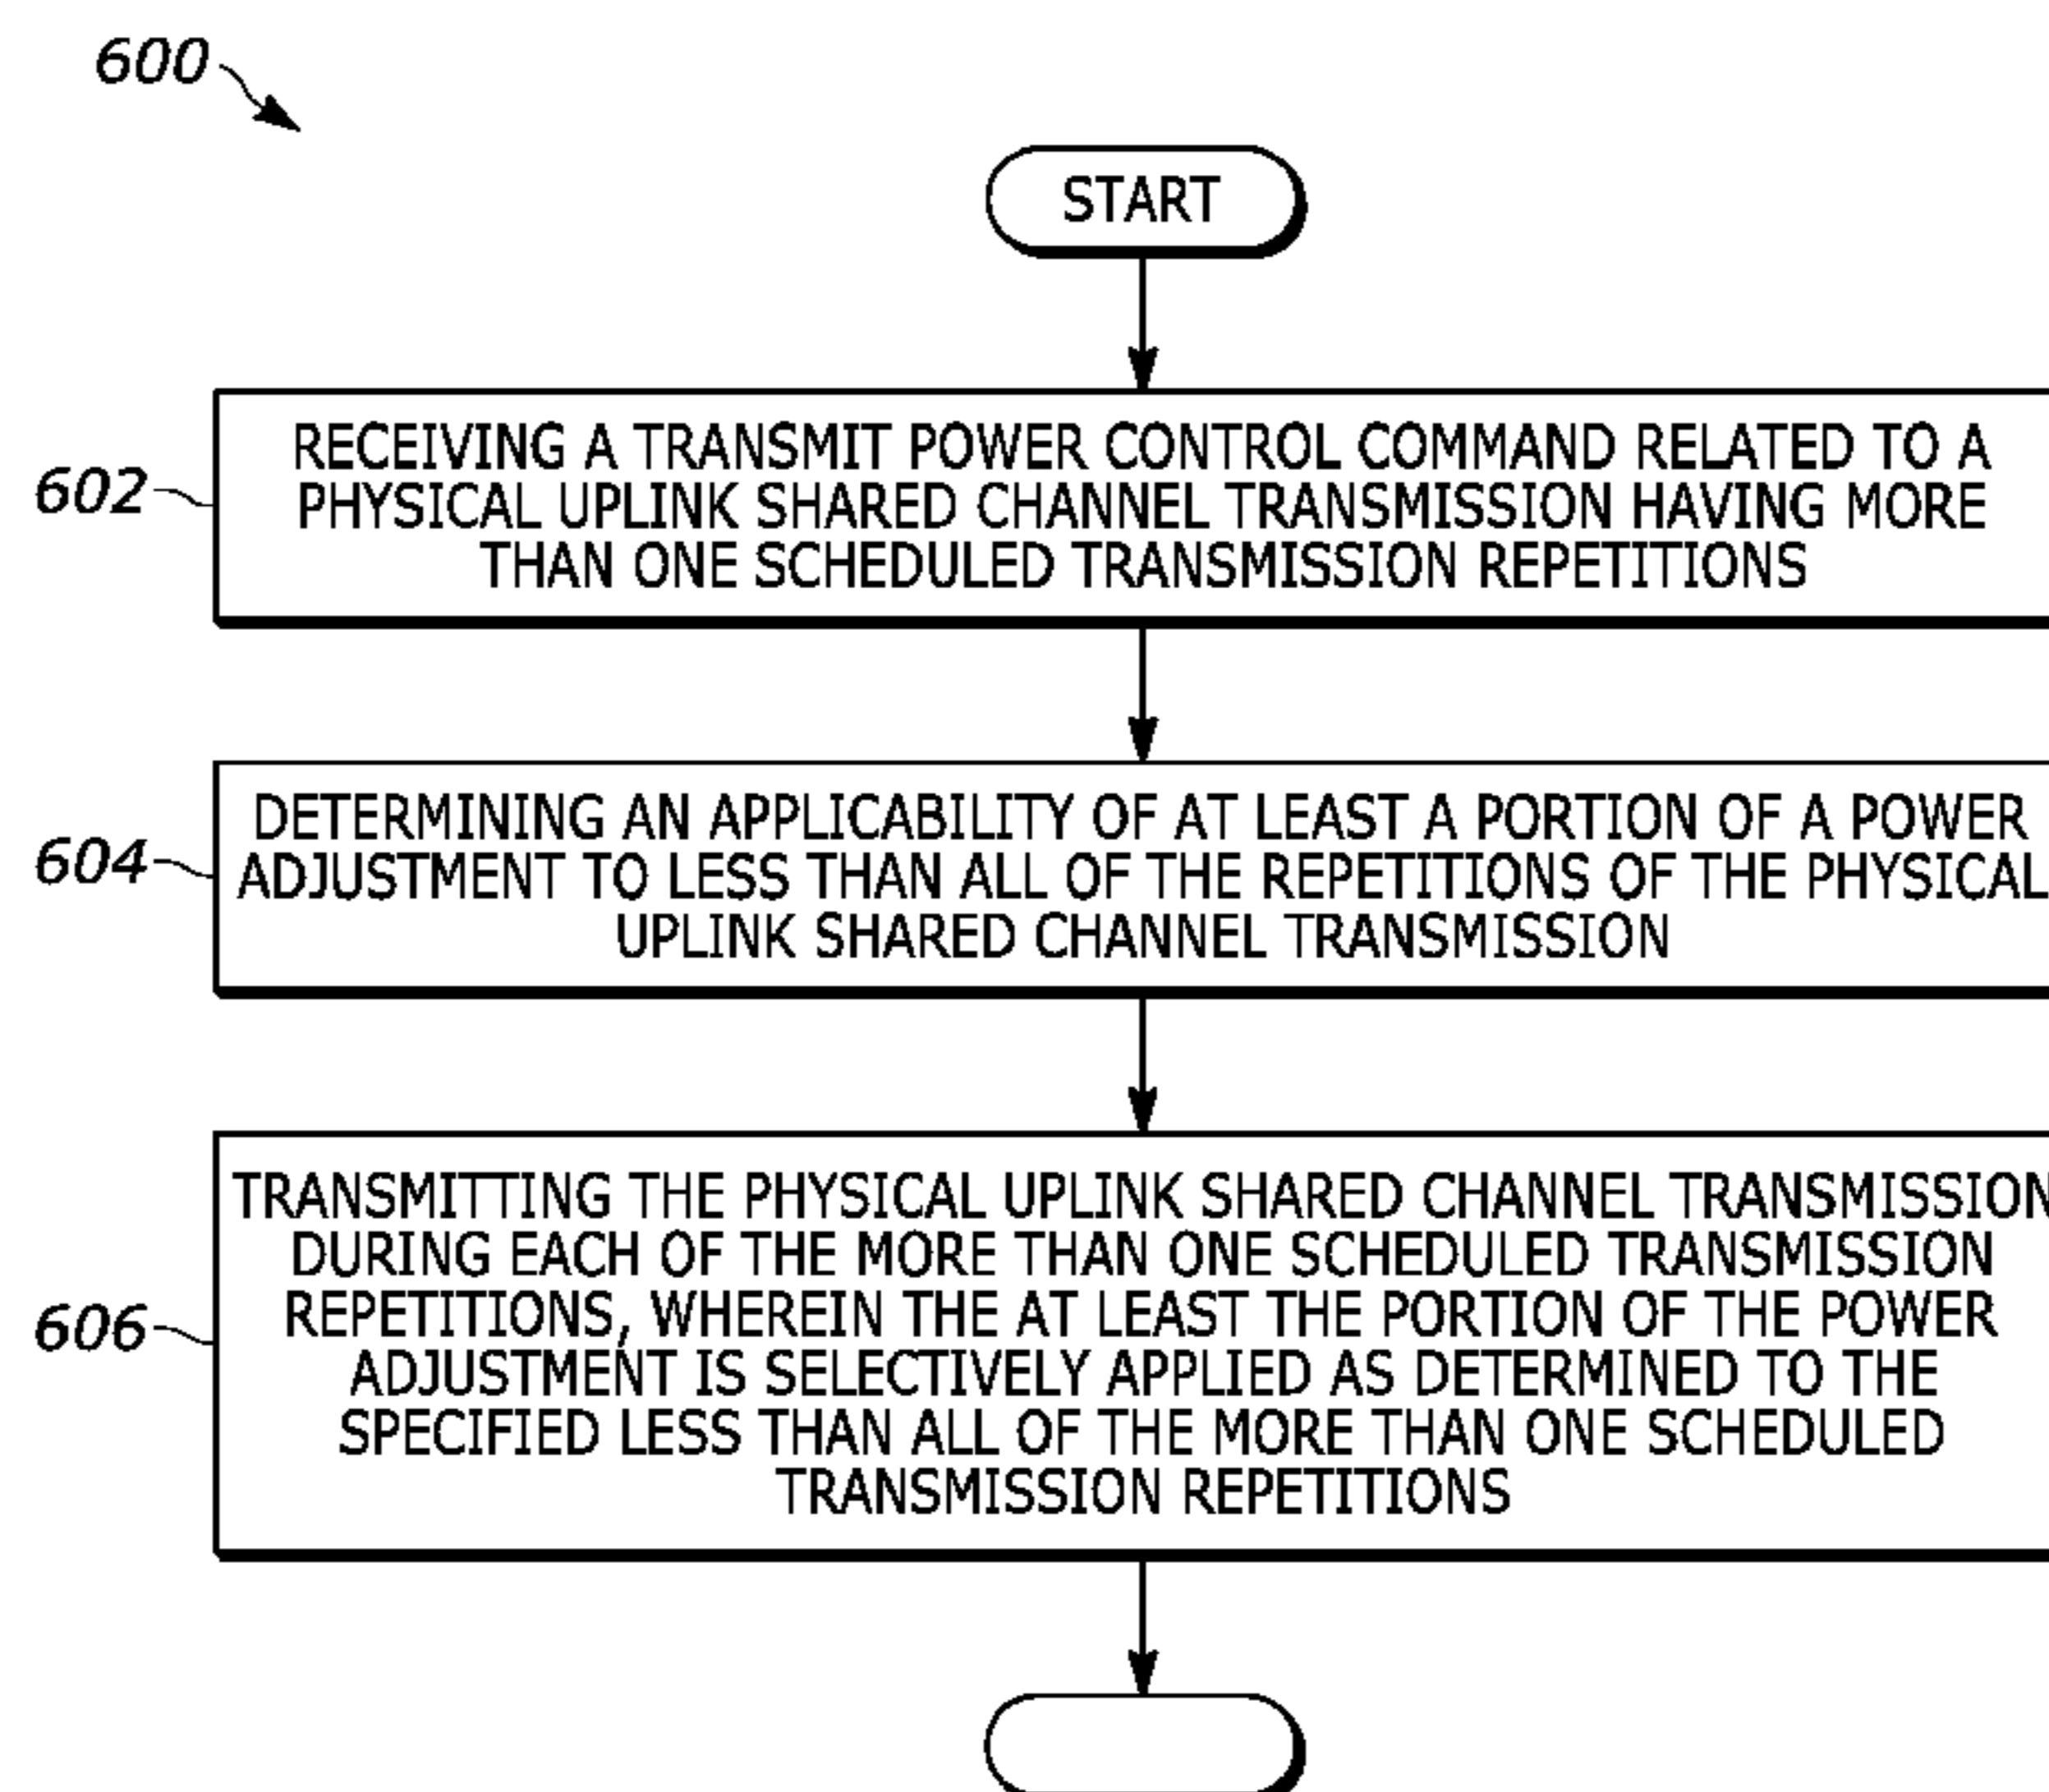 600
START
602
RECEIVING A TRANSMIT POWER CONTROL COMMAND RELATED TO A
PHYSICAL UPLINK SHARED CHANNEL TRANSMISSION HAVING MORE
THAN ONE SCHEDULED TRANSMISSION REPETITIONS
604
DETERMINING AN APPLICABILITY OF AT LEAST A PORTION OF A POWER
ADJUSTMENT TO LESS THAN ALL OF THE REPETITIONS OF THE PHYSICAL
UPLINK SHARED CHANNEL TRANSMISSION
606
TRANSMITTING THE PHYSICAL UPLINK SHARED CHANNEL TRANSMISSION
DURING EACH OF THE MORE THAN ONE SCHEDULED TRANSMISSION
REPETITIONS, WHEREIN THE AT LEAST THE PORTION OF THE POWER
ADJUSTMENT IS SELECTIVELY APPLIED AS DETERMINED TO THE
SPECIFIED LESS THAN ALL OF THE MORE THAN ONE SCHEDULED
TRANSMISSION REPETITIONS